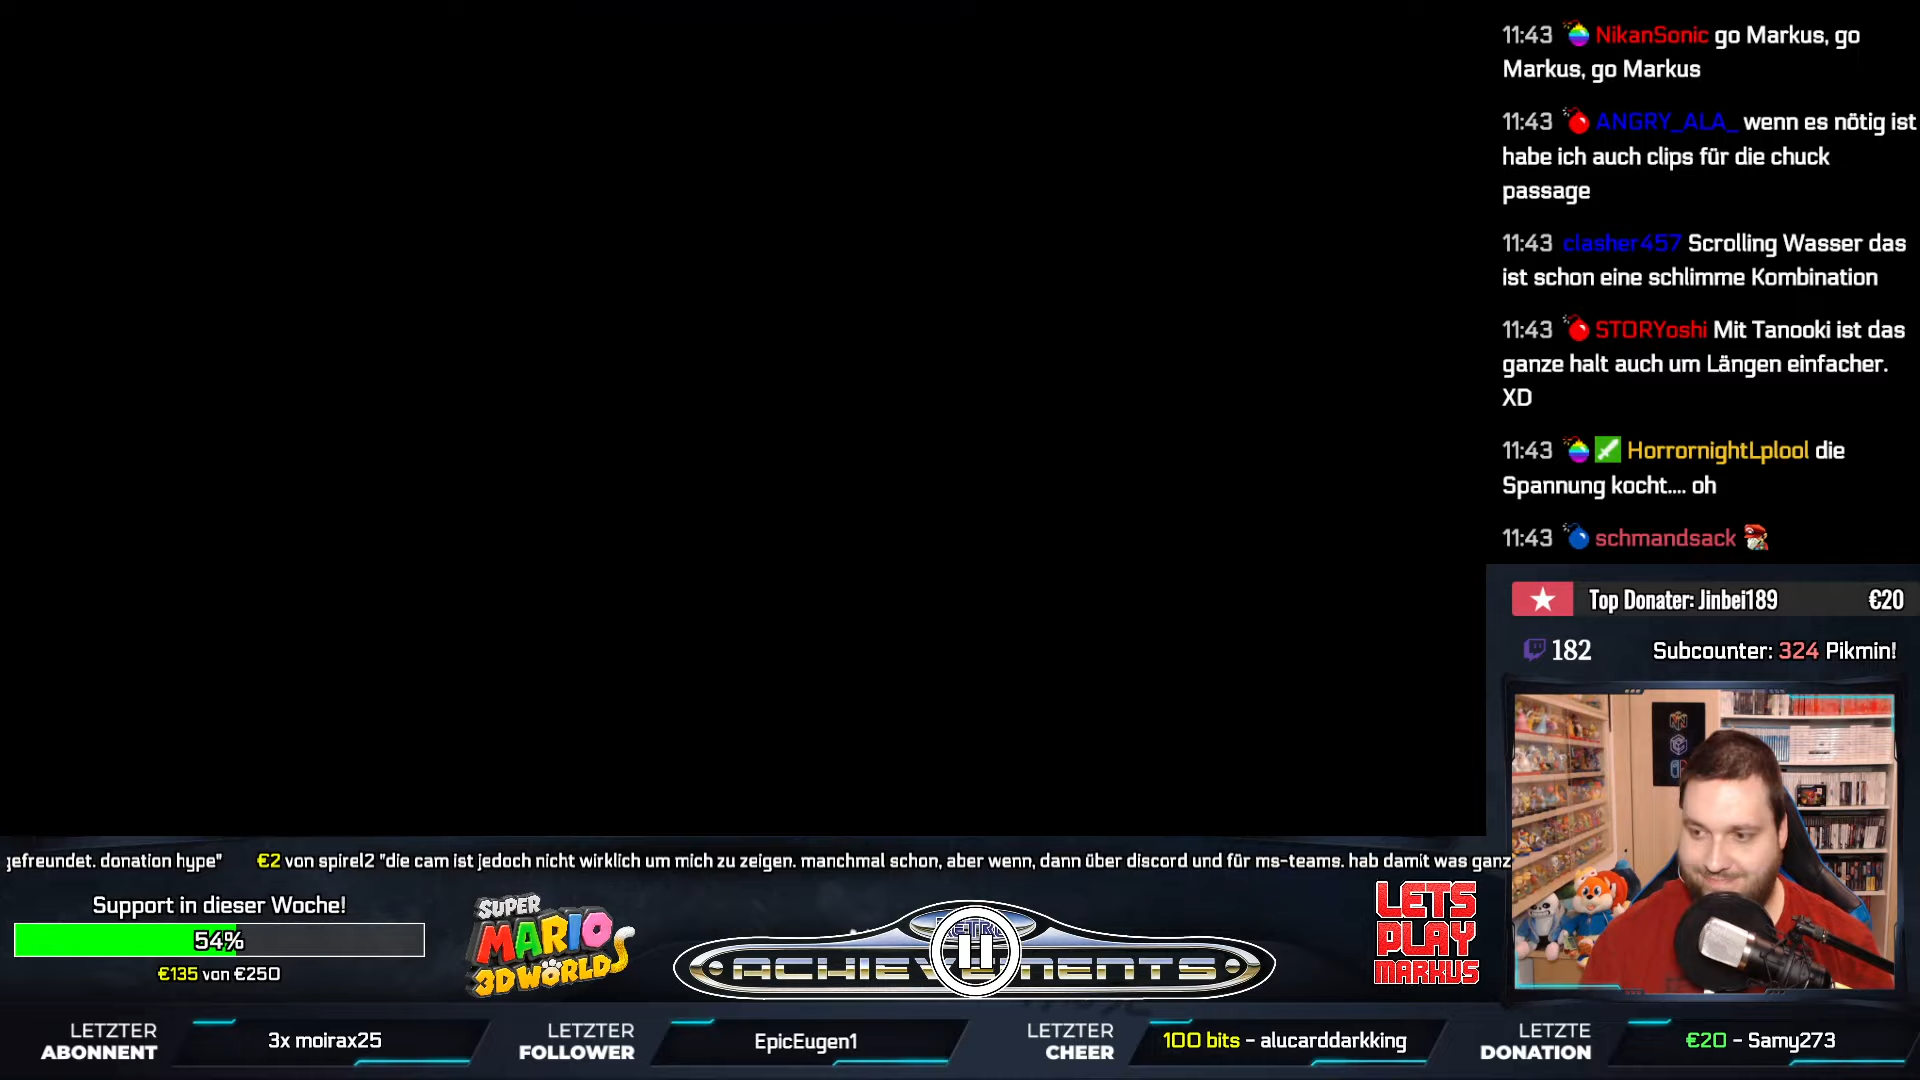 11:43 NikanSonic go Markus, go
Markus, go Markus
11:43 ANGRY_ALA_ wenn es nötig ist
habe ich auch clips für die chuck
passage
11:43 clasher457 Scrolling Wasser das
ist schon eine schlimme Kombination
11:43 STORYoshi Mit Tanooki ist das
ganze halt auch um Längen einfacher.
XD
11:43 HorrornightLplool die
Spannung kocht.... oh
11:43 schmandsack
Top Donater: Jinbei189 €20
182 Subcounter: 324 Pikmin!
gefreundet. donation hype" €2 von spirel2 "die cam ist jedoch nicht wirklich um mich zu zeigen. manchmal schon, aber wenn, dann über discord und für ms-teams. hab damit was ganz
Support in dieser Woche!
54%
€135 von €250
SUPER
MARIO
3D WORLDS
RETRO
ACHIEVEMENTS
LETS
PLAY
MARKUS
LETZTER
ABONNENT
3x moirax25
LETZTER
FOLLOWER
EpicEugen1
LETZTER
CHEER
100 bits - alucarddarkking
LETZTE
DONATION
€20 - Samy273